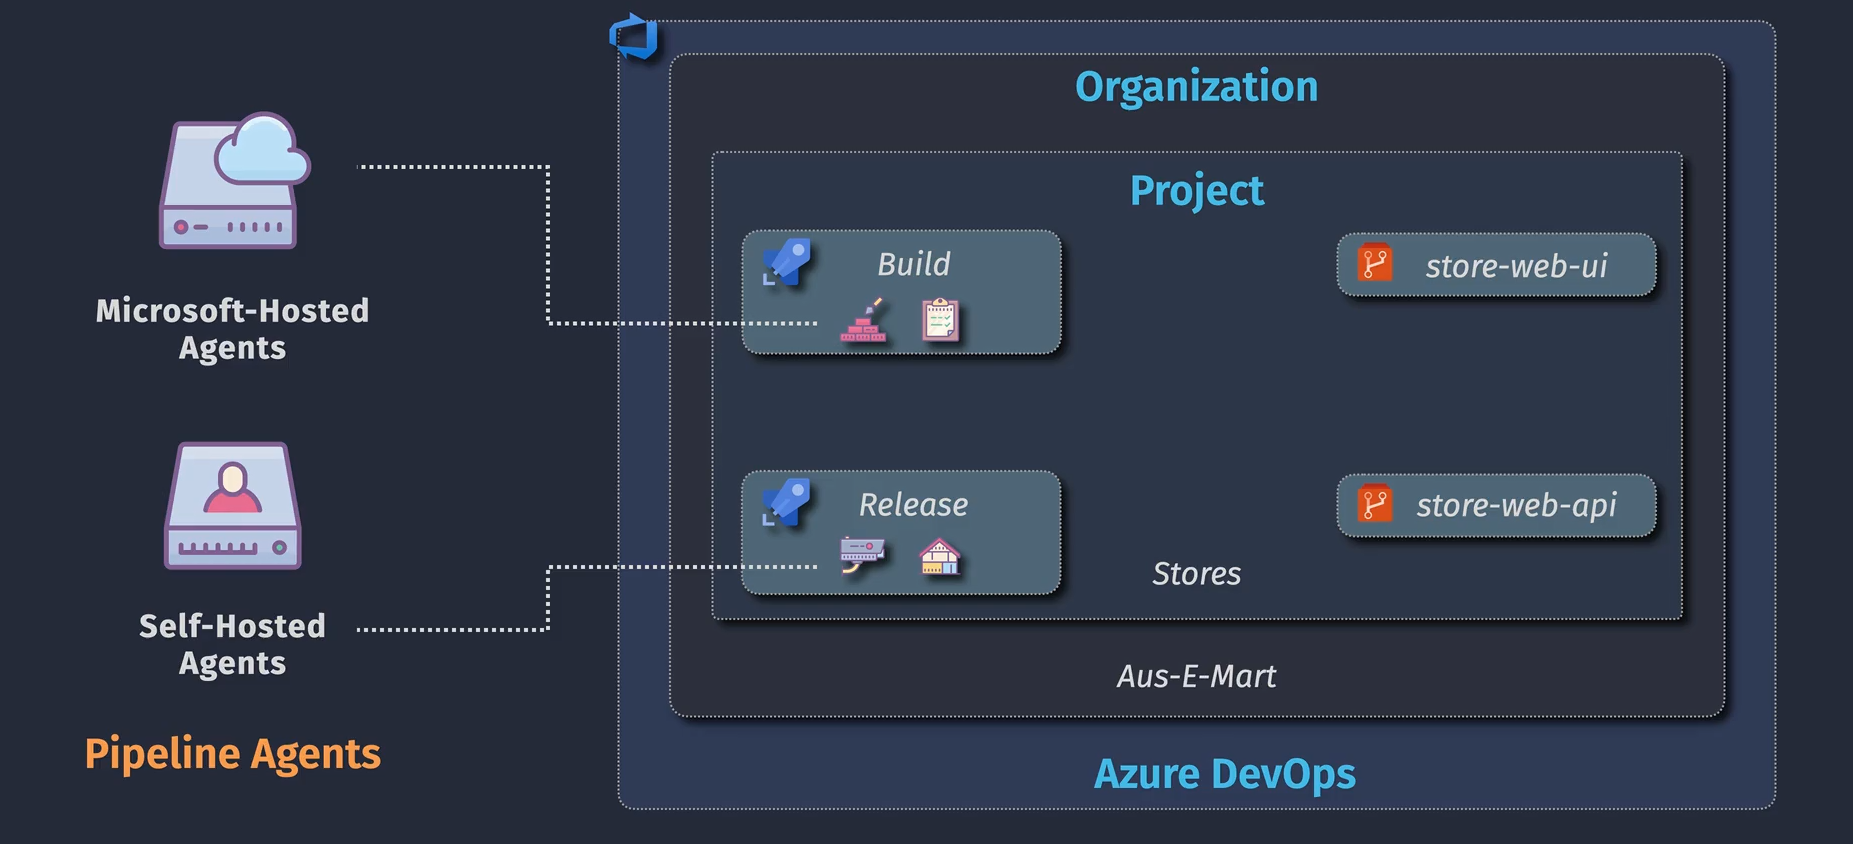 Organization
Project
Build
store-web-ui
Microsoft-Hosted
Agents
Release
store-web-api
Stores
Self-Hosted
Agents
Aus-E-Mart
Pipeline Agents
Azure DevOps